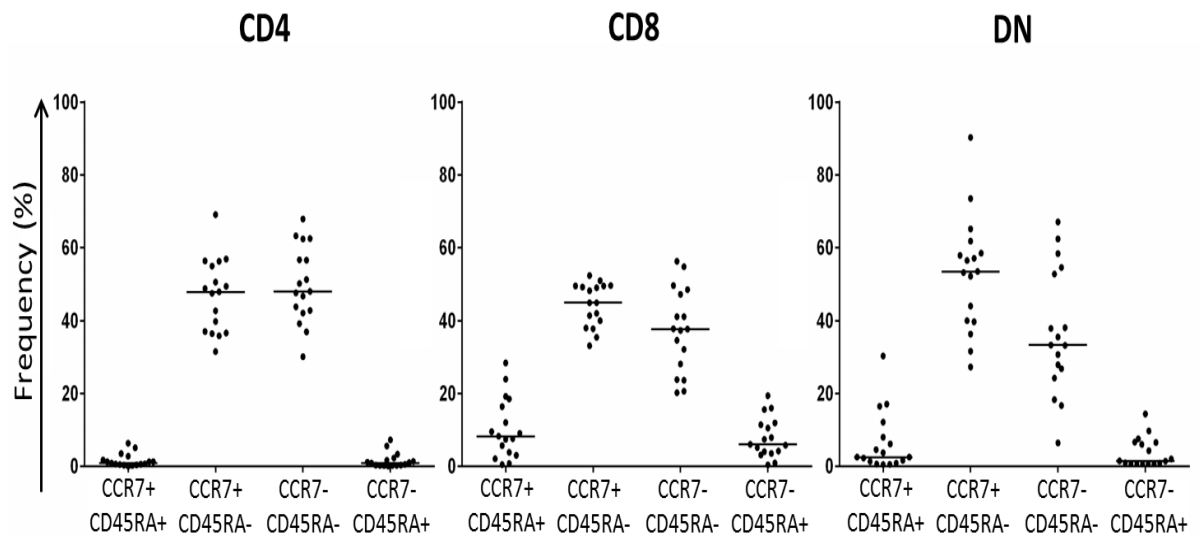 CD4
CD8
DN
Frequency (%)
100
80
60
40
20
0
CCR7+ CCR7+ CCR7- CCR7-
CD45RA+ CD45RA- CD45RA- CD45RA+
100
80
60
40
20
0
CCR7+ CCR7+ CCR7- CCR7-
CD45RA+ CD45RA- CD45RA- CD45RA+
100
80
60
40
20
0
CCR7+ CCR7+ CCR7- CCR7-
CD45RA+ CD45RA- CD45RA- CD45RA+